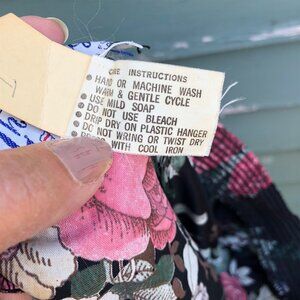 CARE INSTRUCTIONS
HAND OR MACHINE WASH
WARM & GENTLE CYCLE
USE MILD SOAP
DO NOT USE BLEACH
DRIP DRY ON PLASTIC HANGER
DO NOT WRING OR TWIST DRY
WITH COOL IRON